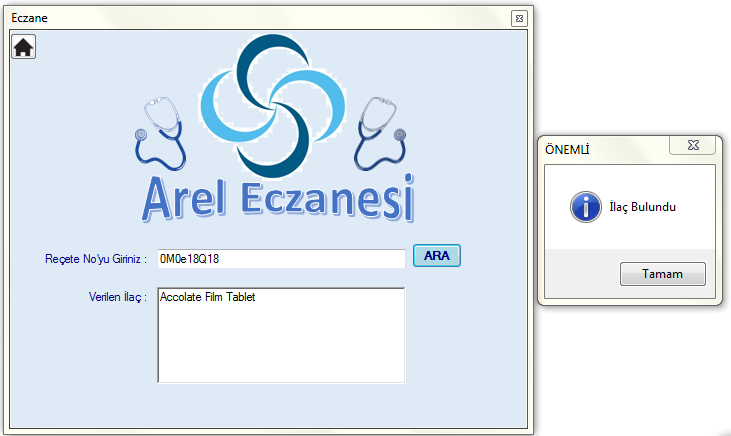 Eczane
Arel Eczanesi
Reçete No'yu Giriniz :
0M0e18Q18
ARA
Verilen İlaç :
Accolate Film Tablet
ÖNEMLİ
İlaç Bulundu
Tamam